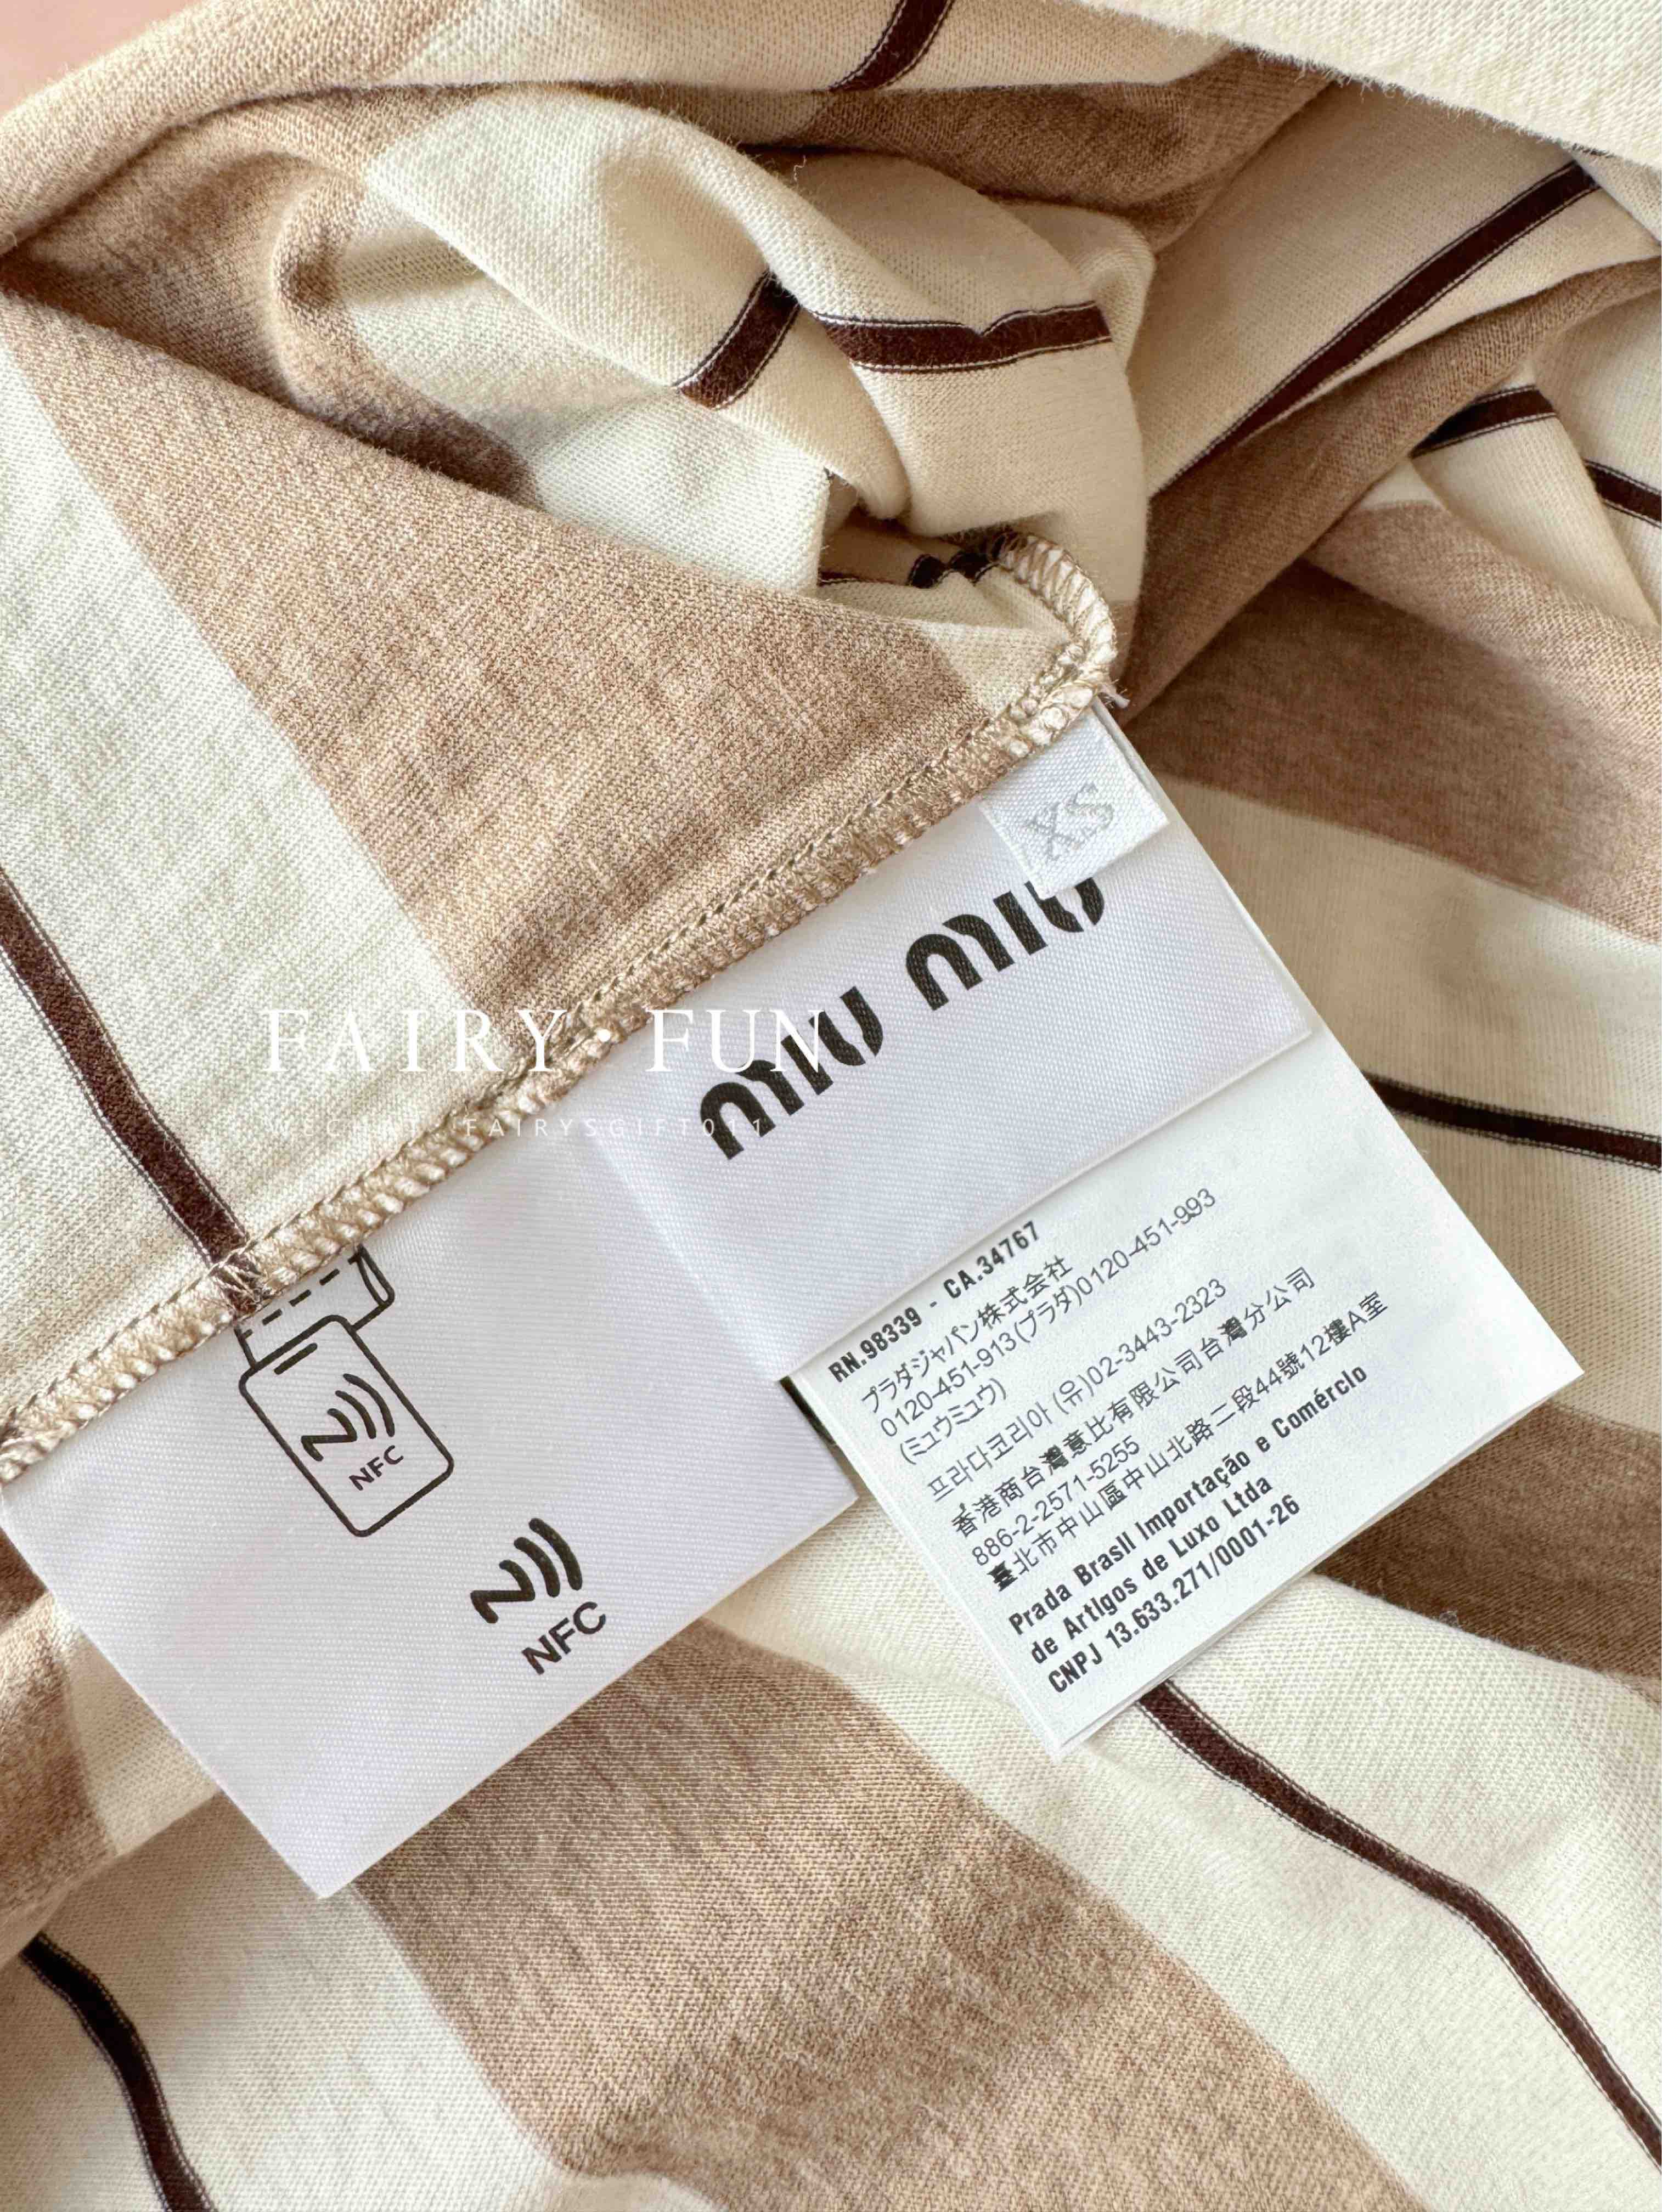 XS
miu miu
FAIRY · FUN
WECHAT: FAIRYSGIFT011
NFC
NFC
RN.98339 - CA.34767
プラダジャパン株式会社
0120-451-913(プラダ)0120-451-993
(ミュウミュウ)
프라다코리아 (유)02-3443-2323
香港商台灣意比有限公司台灣分公司
886-2-2571-5255
臺北市中山區中山北路二段44號12樓A室
Prada Brasil Importação e Comércio
de Artigos de Luxo Ltda
CNPJ 13.633.271/0001-26